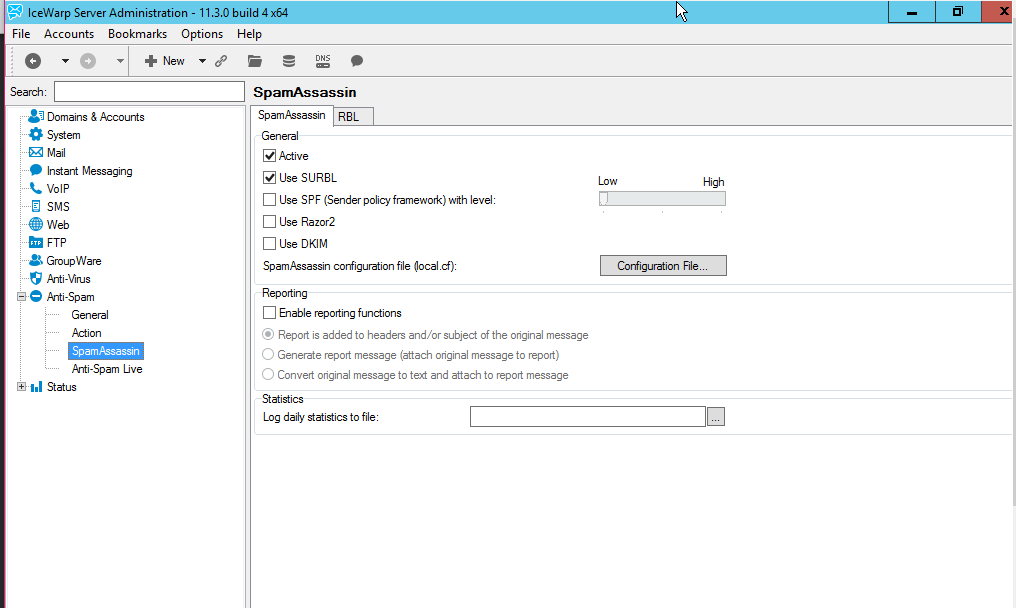 IceWarp Server Administration - 11.3.0 build 4 x64
File Accounts Bookmarks Options Help
New DNS
Search:
Domains & Accounts
System
Mail
Instant Messaging
VoIP
SMS
Web
FTP FTP
GroupWare
Anti-Virus
Anti-Spam
General
Action
SpamAssassin
Anti-Spam Live
Status
SpamAssassin
SpamAssassin RBL
General
Active
Use SURBL
Use SPF (Sender policy framework) with level: Low High
Use Razor2
Use DKIM
SpamAssassin configuration file (local.cf): Configuration File...
Reporting
Enable reporting functions
Report is added to headers and/or subject of the original message
Generate report message (attach original message to report)
Convert original message to text and attach to report message
Statistics
Log daily statistics to file: ...